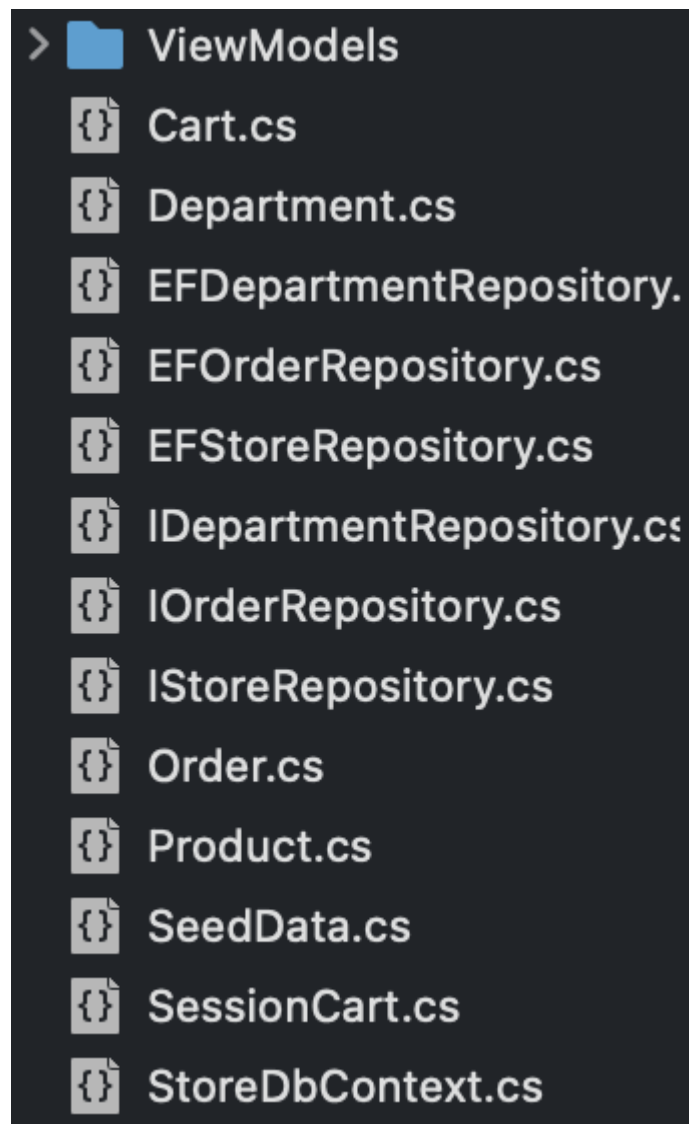 ViewModels
{} Cart.cs
{} Department.cs
{} EFDepartmentRepository.
{} EFOrderRepository.cs
{} EFStoreRepository.cs
{} IDepartmentRepository.cs
{} IOrderRepository.cs
{} IStoreRepository.cs
{} Order.cs
{} Product.cs
{} SeedData.cs
{} SessionCart.cs
{} StoreDbContext.cs